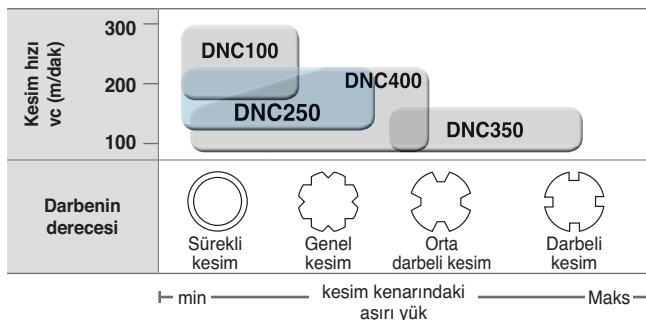 Kesim hızı
vc (m/dak)
300
200
100
DNC100
DNC400
DNC250
DNC350
Darbenin
derecesi
Sürekli
kesim
Genel
kesim
Orta
darbeli kesim
Darbeli
kesim
min
kesim kenarındaki
aşırı yük
Maks